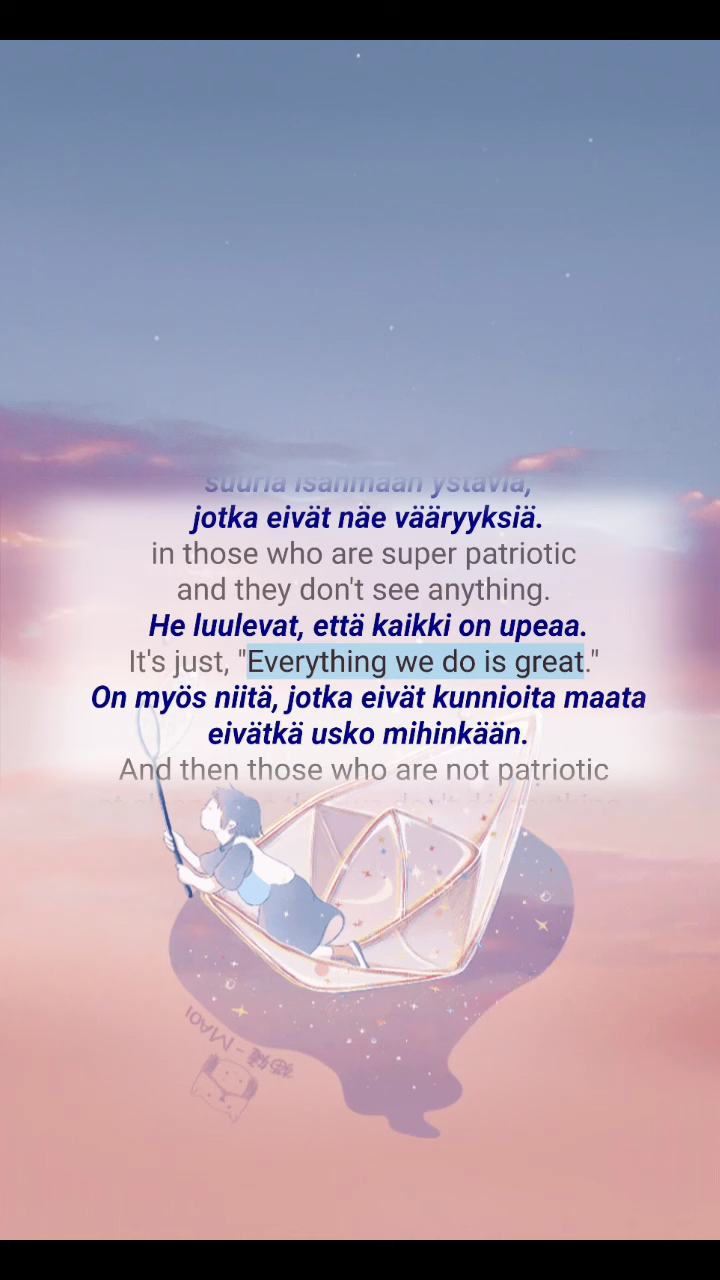 suuria isänmaan ystäviä,
jotka eivät näe vääryyksiä.
in those who are super patriotic
and they don't see anything.
He luulevat, että kaikki on upeaa.
It's just, "Everything we do is great."
On myös niitä, jotka eivät kunnioita maata
eivätkä usko mihinkään.
And then those who are not patriotic
MAOI